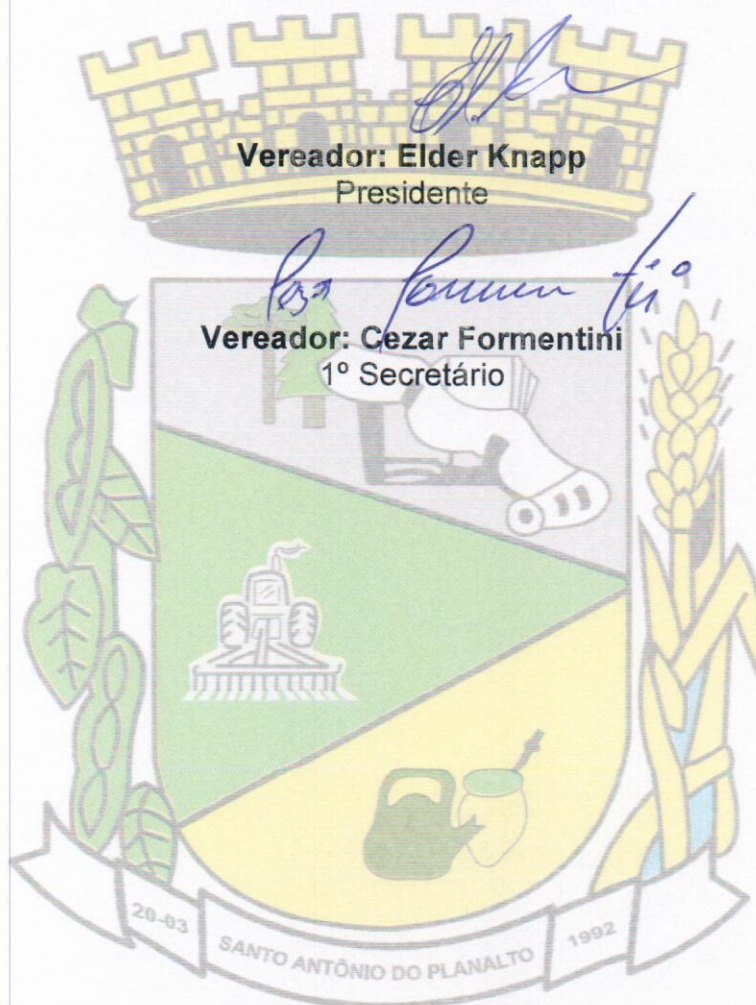 Vereador: Elder Knapp
Presidente
Vereador: Cezar Formentini
1º Secretário
20-03
SANTO ANTÔNIO DO PLANALTO
1992